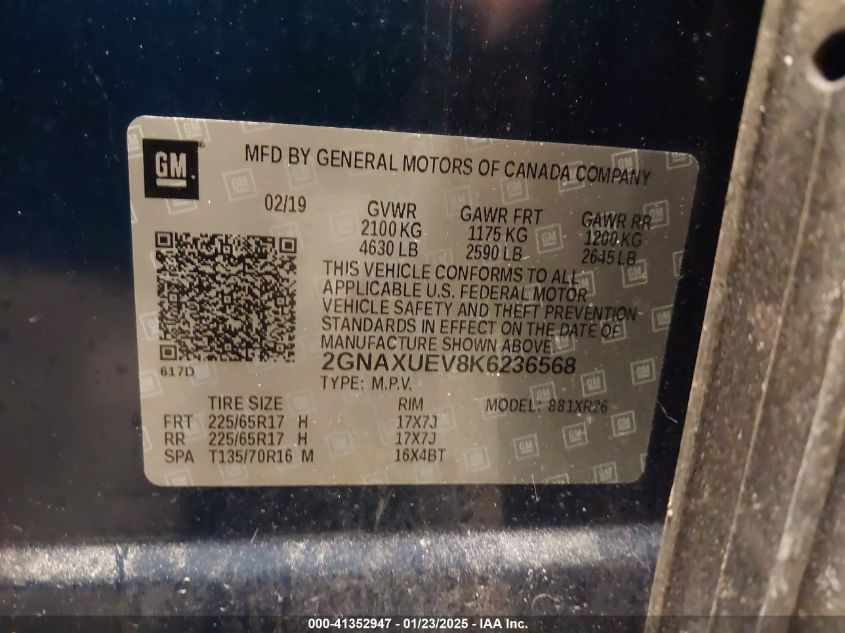 GM
MFD BY GENERAL MOTORS OF CANADA COMPANY
02/19 GVWR GAWR FRT GAWR RR
2100 KG 1175 KG 1200 KG
4630 LB 2590 LB 2645 LB
THIS VEHICLE CONFORMS TO ALL
APPLICABLE U.S. FEDERAL MOTOR
VEHICLE SAFETY AND THEFT PREVENTION
STANDARDS IN EFFECT ON THE DATE OF
MANUFACTURE SHOWN ABOVE
617D 2GNAXUEV8K6236568
TYPE: M.P.V.
TIRE SIZE RIM MODEL: 881XR26
FRT 225/65R17 H 17X7J
RR 225/65R17 H 17X7J
SPA T135/70R16 M 16X4BT
000-41352947 - 01/23/2025 - IAA Inc.